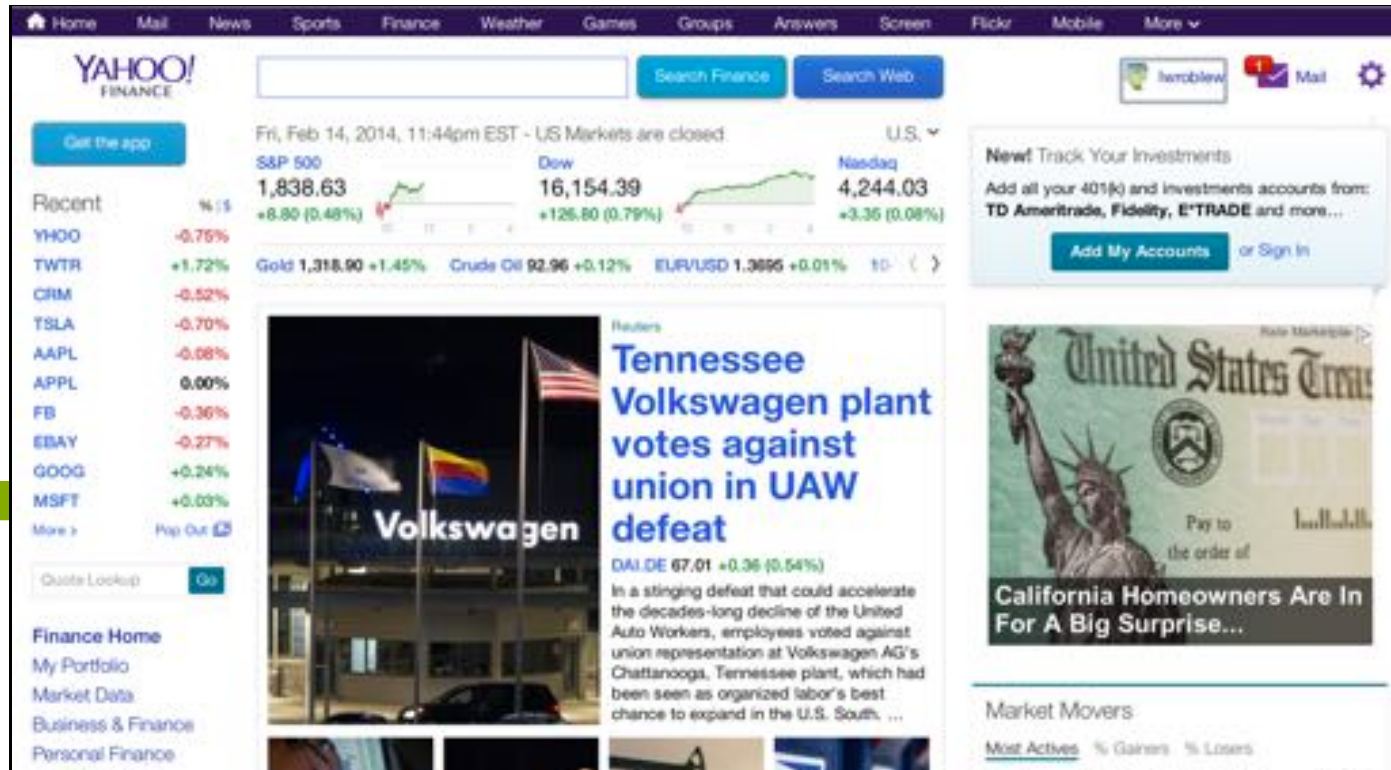 Home Mail News Sports Finance Weather Games Groups Answers Screen Flickr Mobile More
YAHOO!
FINANCE
Search Finance
Search Web
lwroblew
1
Mail
Get the app
Recent % | $
YHOO -0.75%
TWTR +1.72%
CRM -0.52%
TSLA -0.70%
AAPL -0.08%
APPL 0.00%
FB -0.36%
EBAY -0.27%
GOOG +0.24%
MSFT +0.03%
More > Pop Out
Quote Lookup Go
Finance Home
My Portfolio
Market Data
Business & Finance
Personal Finance
Fri, Feb 14, 2014, 11:44pm EST - US Markets are closed U.S.
S&P 500 Dow Nasdaq
1,838.63 16,154.39 4,244.03
+8.80 (0.48%) +126.80 (0.79%) +3.35 (0.08%)
Gold 1,318.90 +1.45% Crude Oil 92.96 +0.12% EUR/USD 1.3695 +0.01% 10-
Volkswagen
Reuters
Tennessee
Volkswagen plant
votes against
union in UAW
defeat
DAI.DE 67.01 +0.36 (0.54%)
In a stinging defeat that could accelerate
the decades-long decline of the United
Auto Workers, employees voted against
union representation at Volkswagen AG's
Chattanooga, Tennessee plant, which had
been seen as organized labor's best
chance to expand in the U.S. South. ...
New! Track Your Investments
Add all your 401(k) and investments accounts from:
TD Ameritrade, Fidelity, E*TRADE and more...
Add My Accounts or Sign In
Rate Marketplace
United States Treas
Pay to
the order of
California Homeowners Are In
For A Big Surprise...
Market Movers
Most Actives % Gainers % Losers